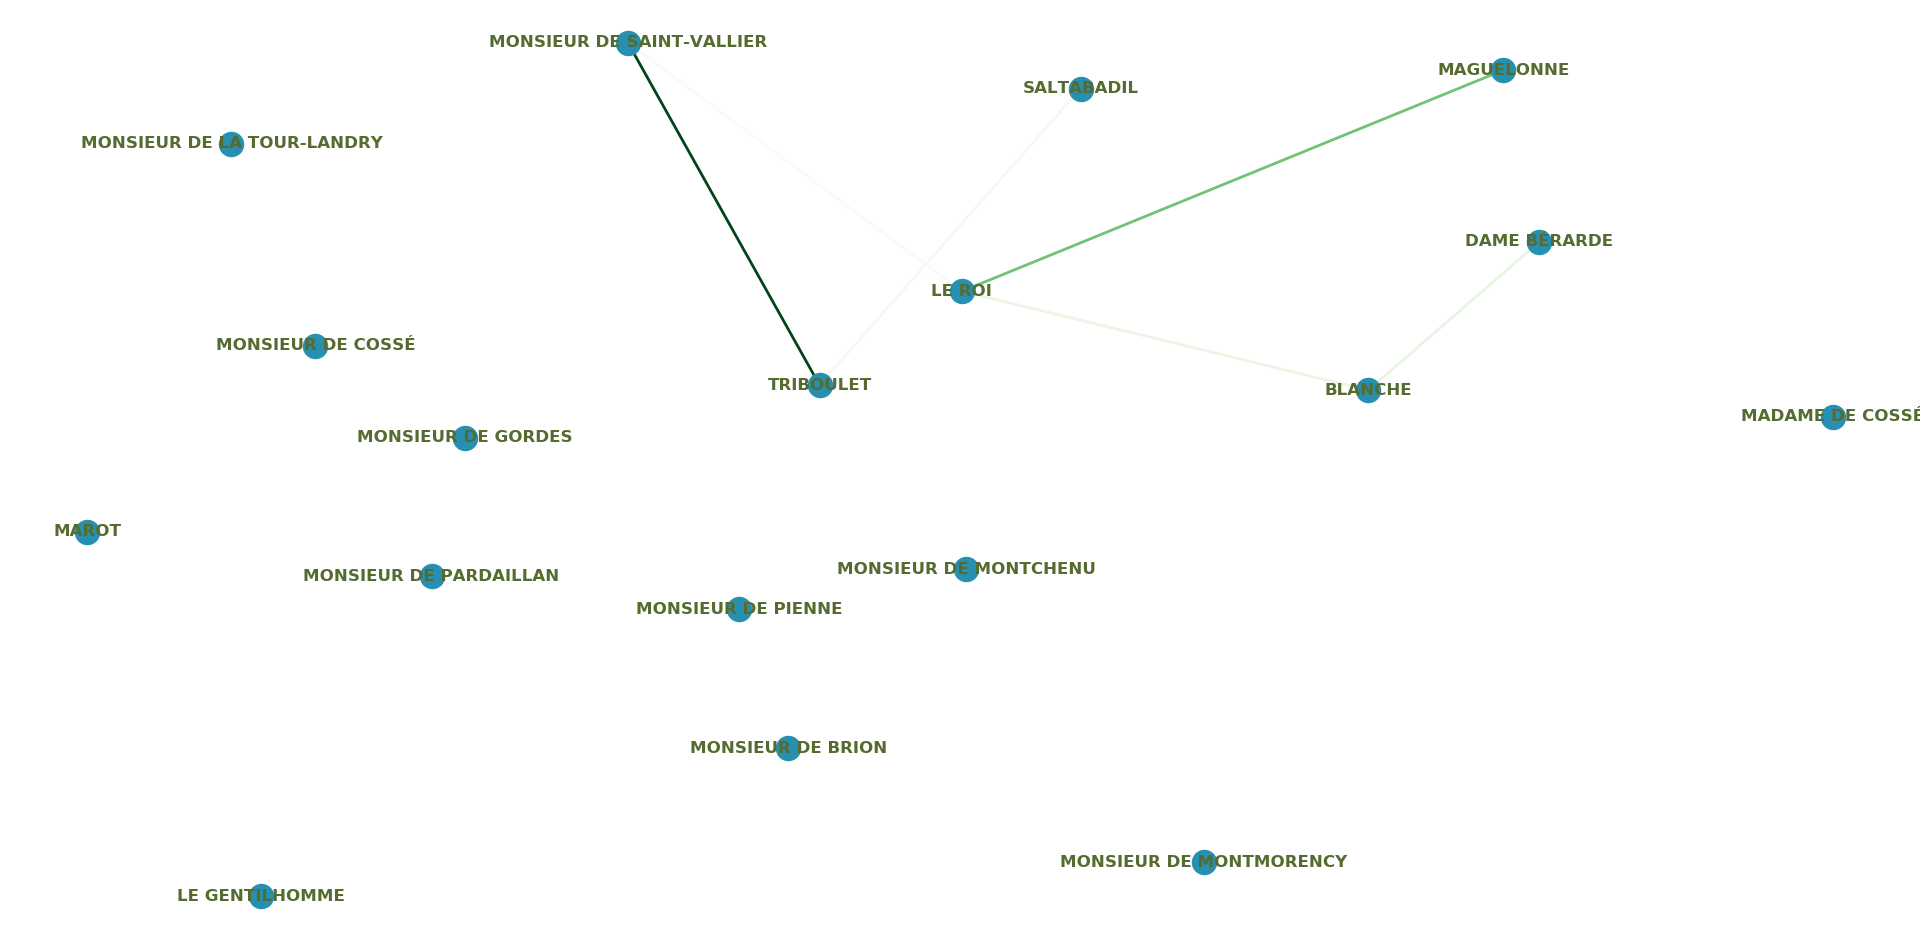 MONSIEUR DE SAINT-VALLIER
MAGUELONNE
SALTABADIL
MONSIEUR DE LA TOUR-LANDRY
DAME BÉRARDE
LE ROI
MONSIEUR DE COSSÉ
TRIBOULET
BLANCHE
MADAME DE COSSÉ
MONSIEUR DE GORDES
MAROT
MONSIEUR DE MONTCHENU
MONSIEUR DE PARDAILLAN
MONSIEUR DE PIENNE
MONSIEUR DE BRION
MONSIEUR DE MONTMORENCY
LE GENTILHOMME